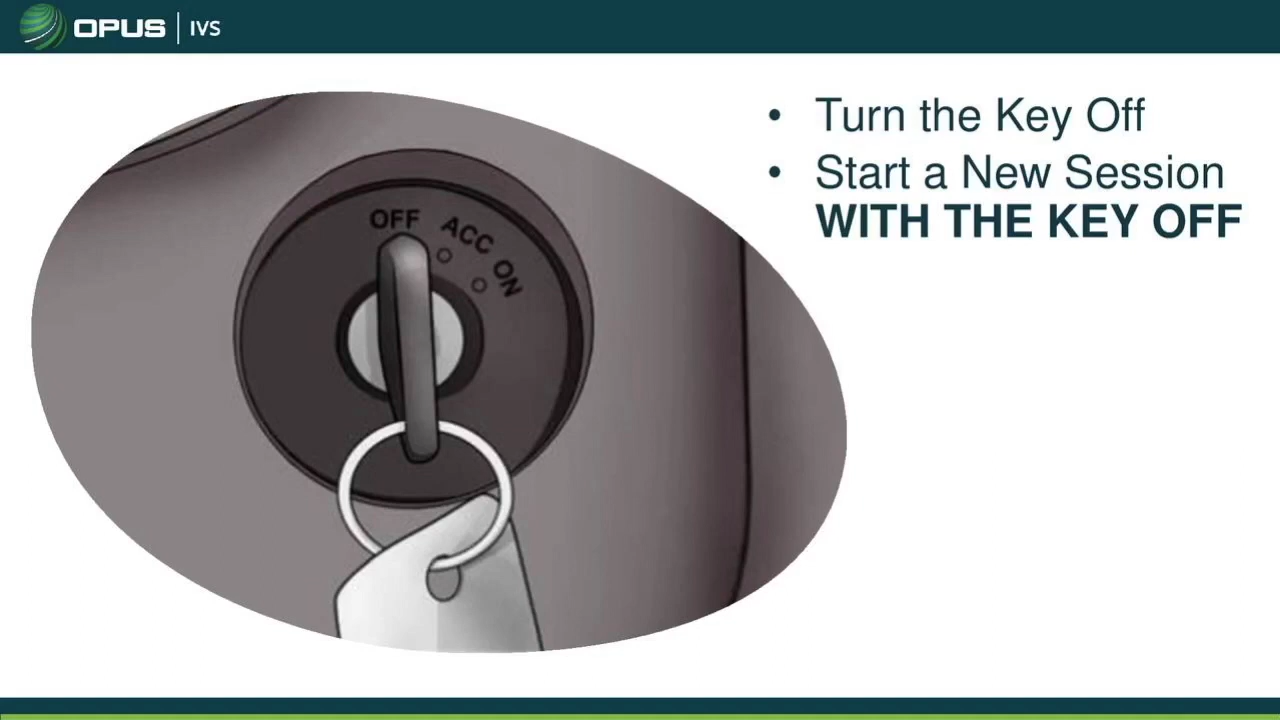 OPUS | IVS
• Turn the Key Off
• Start a New Session
WITH THE KEY OFF
OFF
ACC
ON